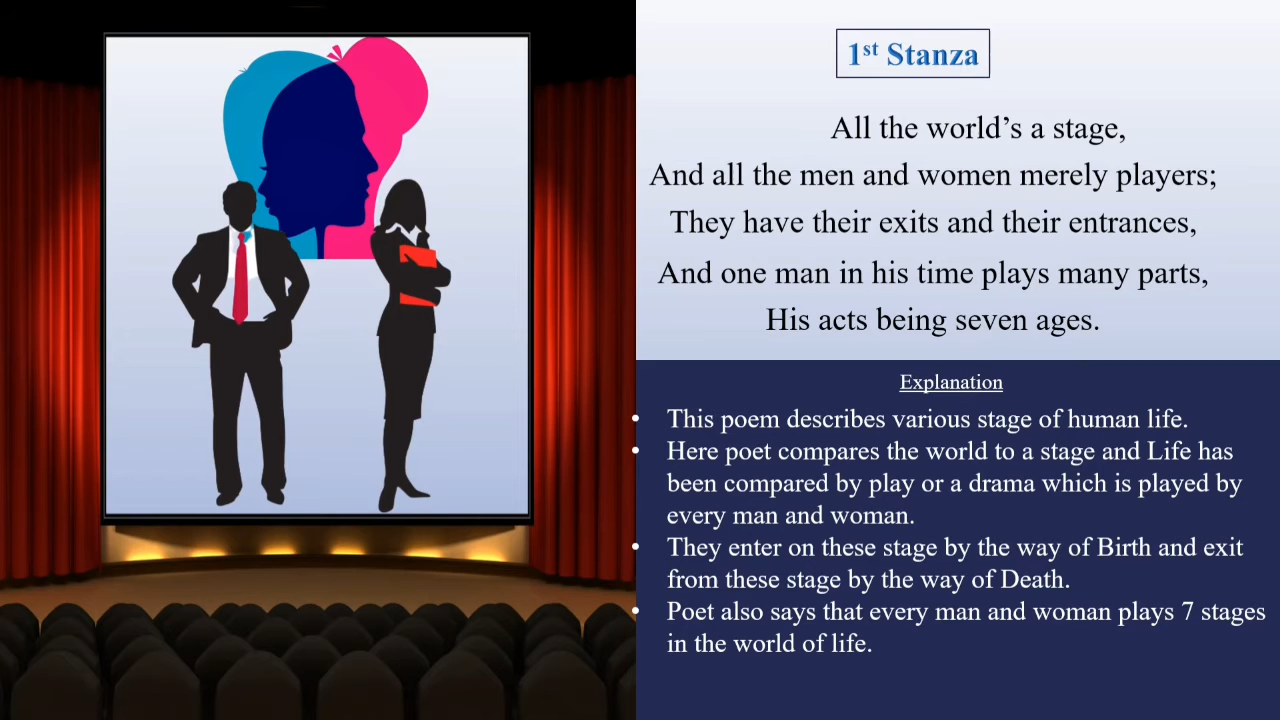 1st Stanza
All the world’s a stage,
And all the men and women merely players;
They have their exits and their entrances,
And one man in his time plays many parts,
His acts being seven ages.
Explanation
• This poem describes various stage of human life.
• Here poet compares the world to a stage and Life has
been compared by play or a drama which is played by
every man and woman.
• They enter on these stage by the way of Birth and exit
from these stage by the way of Death.
• Poet also says that every man and woman plays 7 stages
in the world of life.